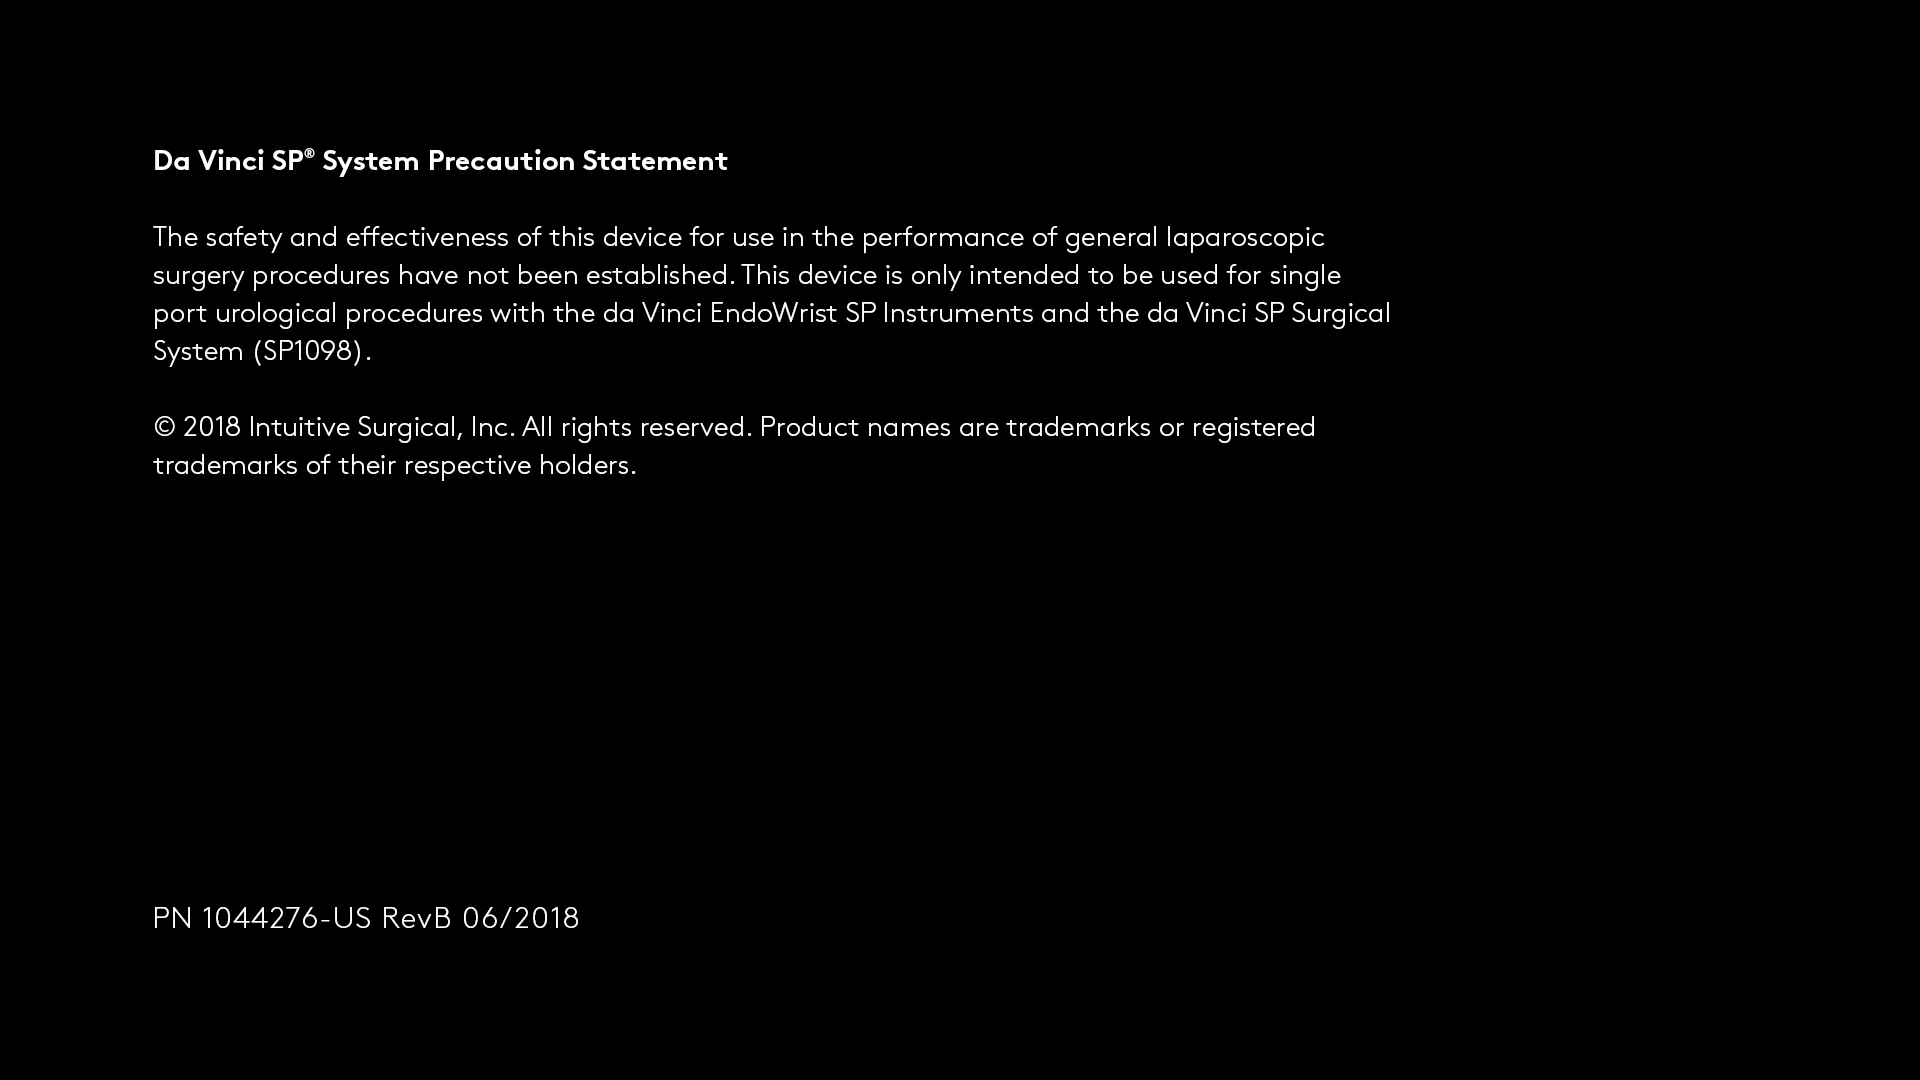 Da Vinci SP® System Precaution Statement
The safety and effectiveness of this device for use in the performance of general laparoscopic
surgery procedures have not been established. This device is only intended to be used for single
port urological procedures with the da Vinci EndoWrist SP Instruments and the da Vinci SP Surgical
System (SP1098).
© 2018 Intuitive Surgical, Inc. All rights reserved. Product names are trademarks or registered
trademarks of their respective holders.
PN 1044276-US RevB 06/2018